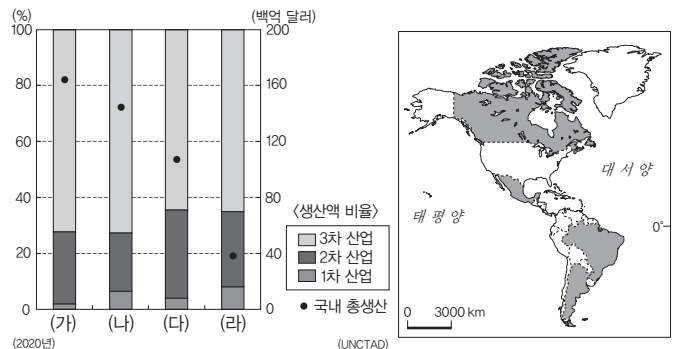 (%)
(백억 달러)
100
80
60
40
20
0
200
160
120
80
40
0
(가)
(나)
(다)
(라)
(2020년)
(UNCTAD)
〈생산액 비율〉
3차 산업
2차 산업
1차 산업
● 국내 총생산
대서양
태평양
0°
0 3000 km